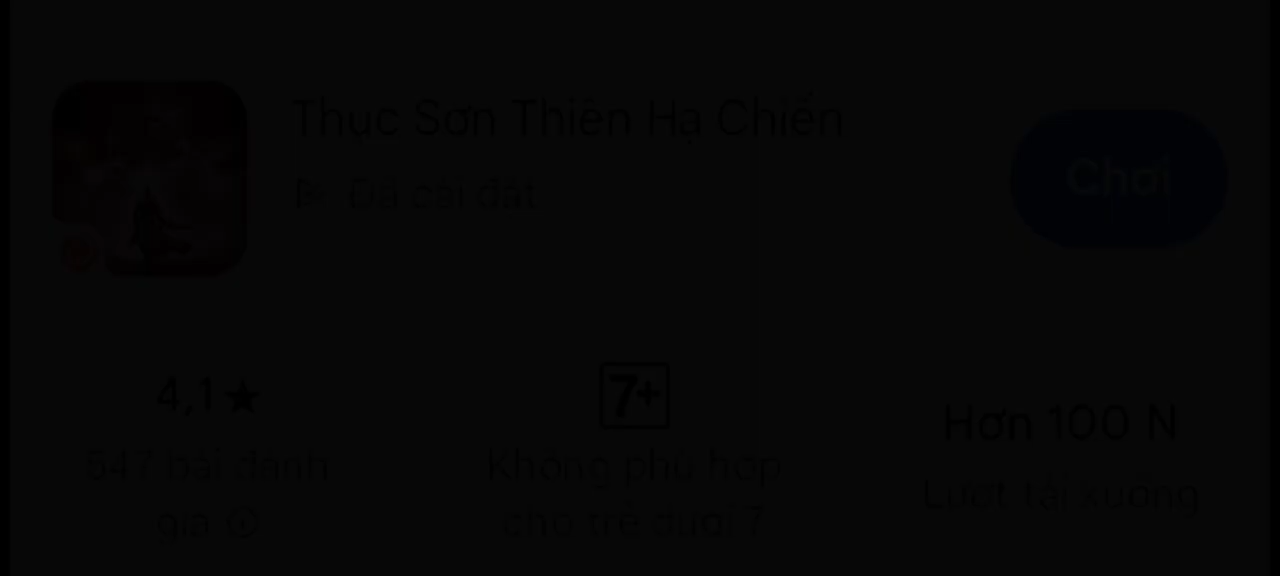 Thục Sơn Thiên Hạ Chiến
Đã cài đặt
Chơi
4,1★
547 bài đánh
giá
7+
Không phù hợp
cho trẻ dưới 7
Hơn 100 N
Lượt tải xuống